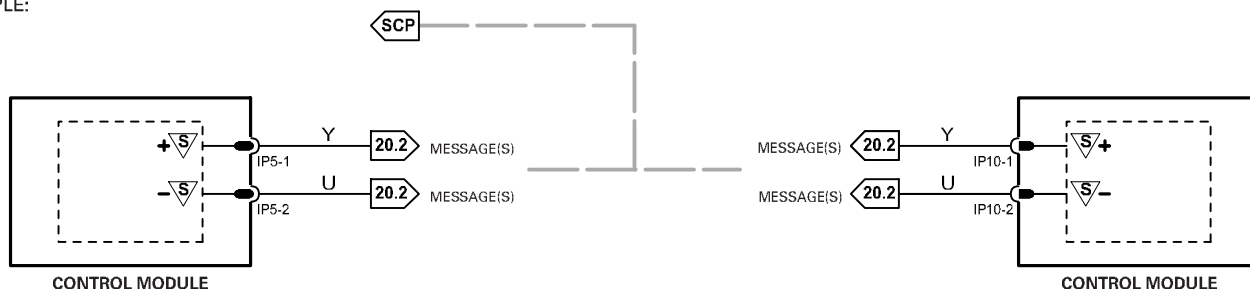 PLE:
SCP
+ S Y 20.2 MESSAGE(S) MESSAGE(S) 20.2 Y S +
IP5-1 IP10-1
– S U 20.2 MESSAGE(S) MESSAGE(S) 20.2 U S –
IP5-2 IP10-2
CONTROL MODULE CONTROL MODULE